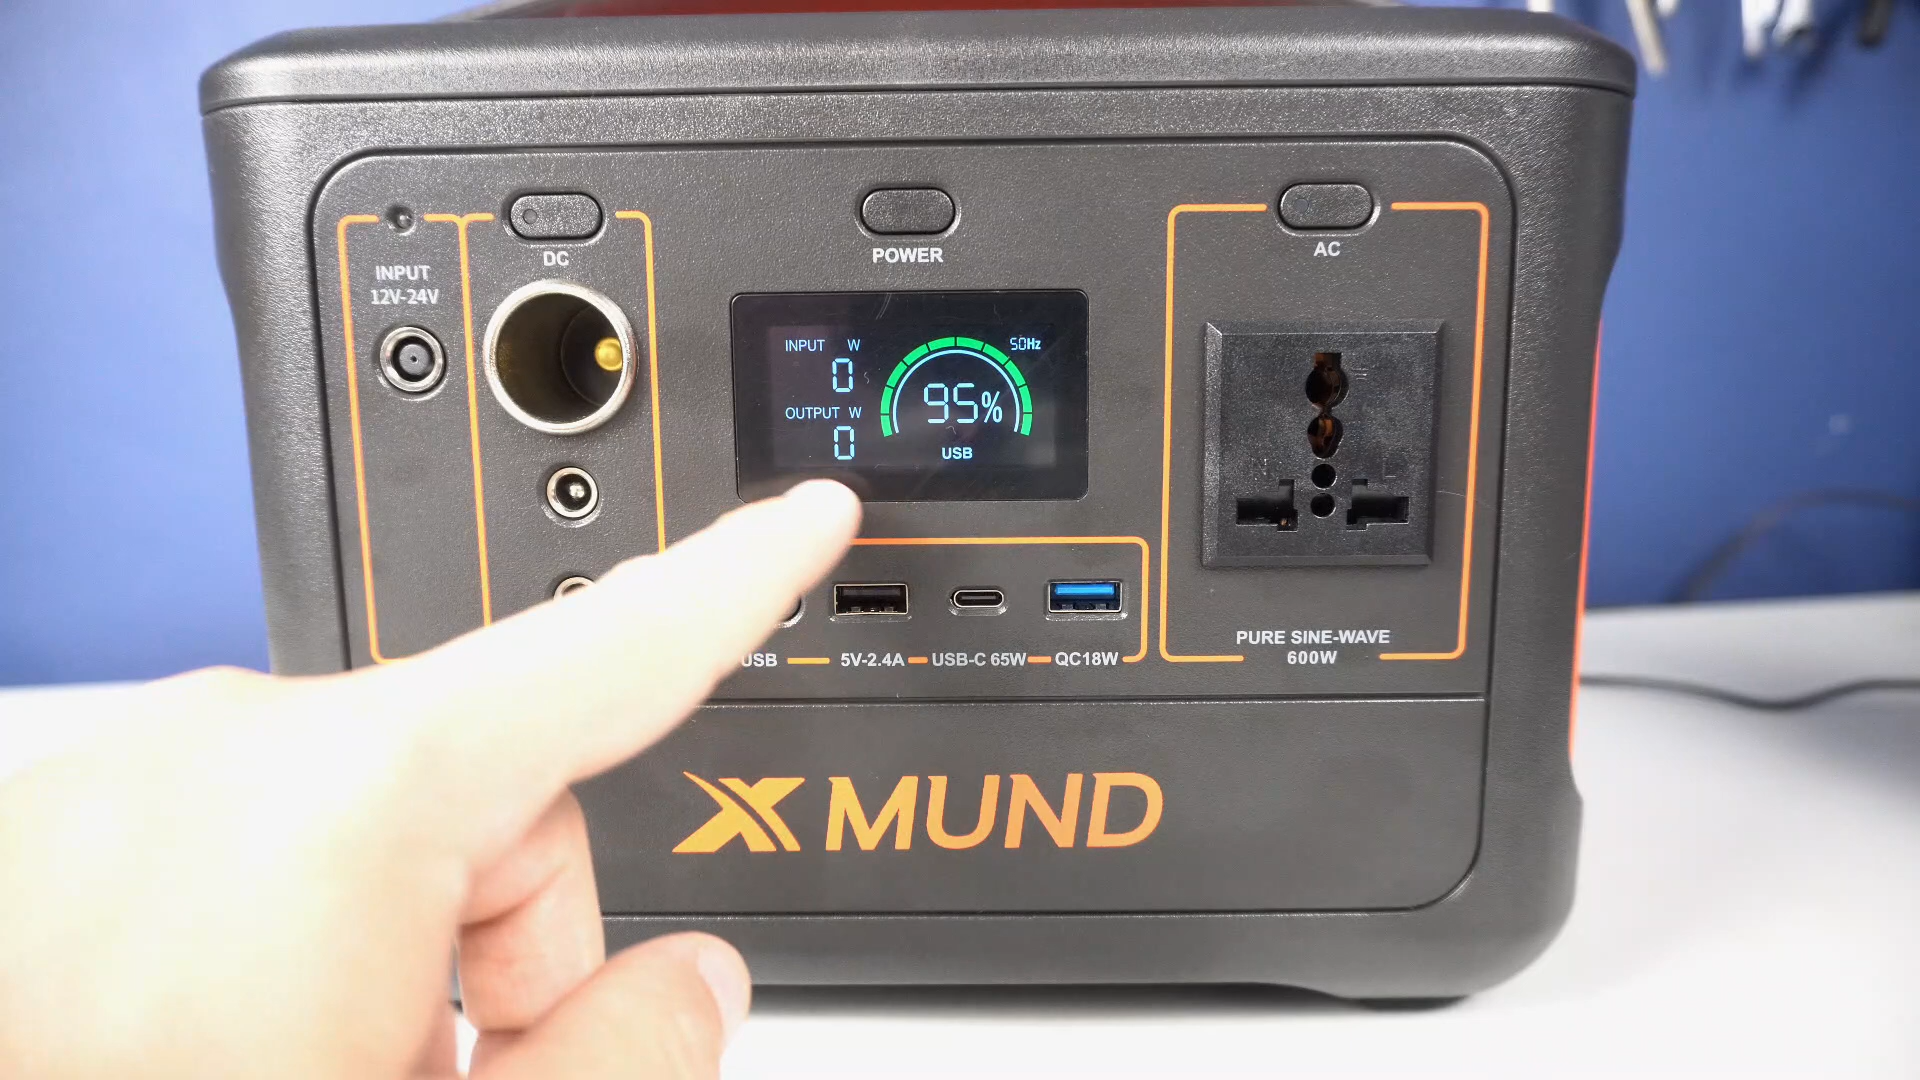 INPUT
12V-24V
DC
POWER
AC
INPUT W
0
OUTPUT W
0
50Hz
95%
USB
USB
5V-2.4A
USB-C 65W
QC18W
PURE SINE-WAVE
600W
XMUND